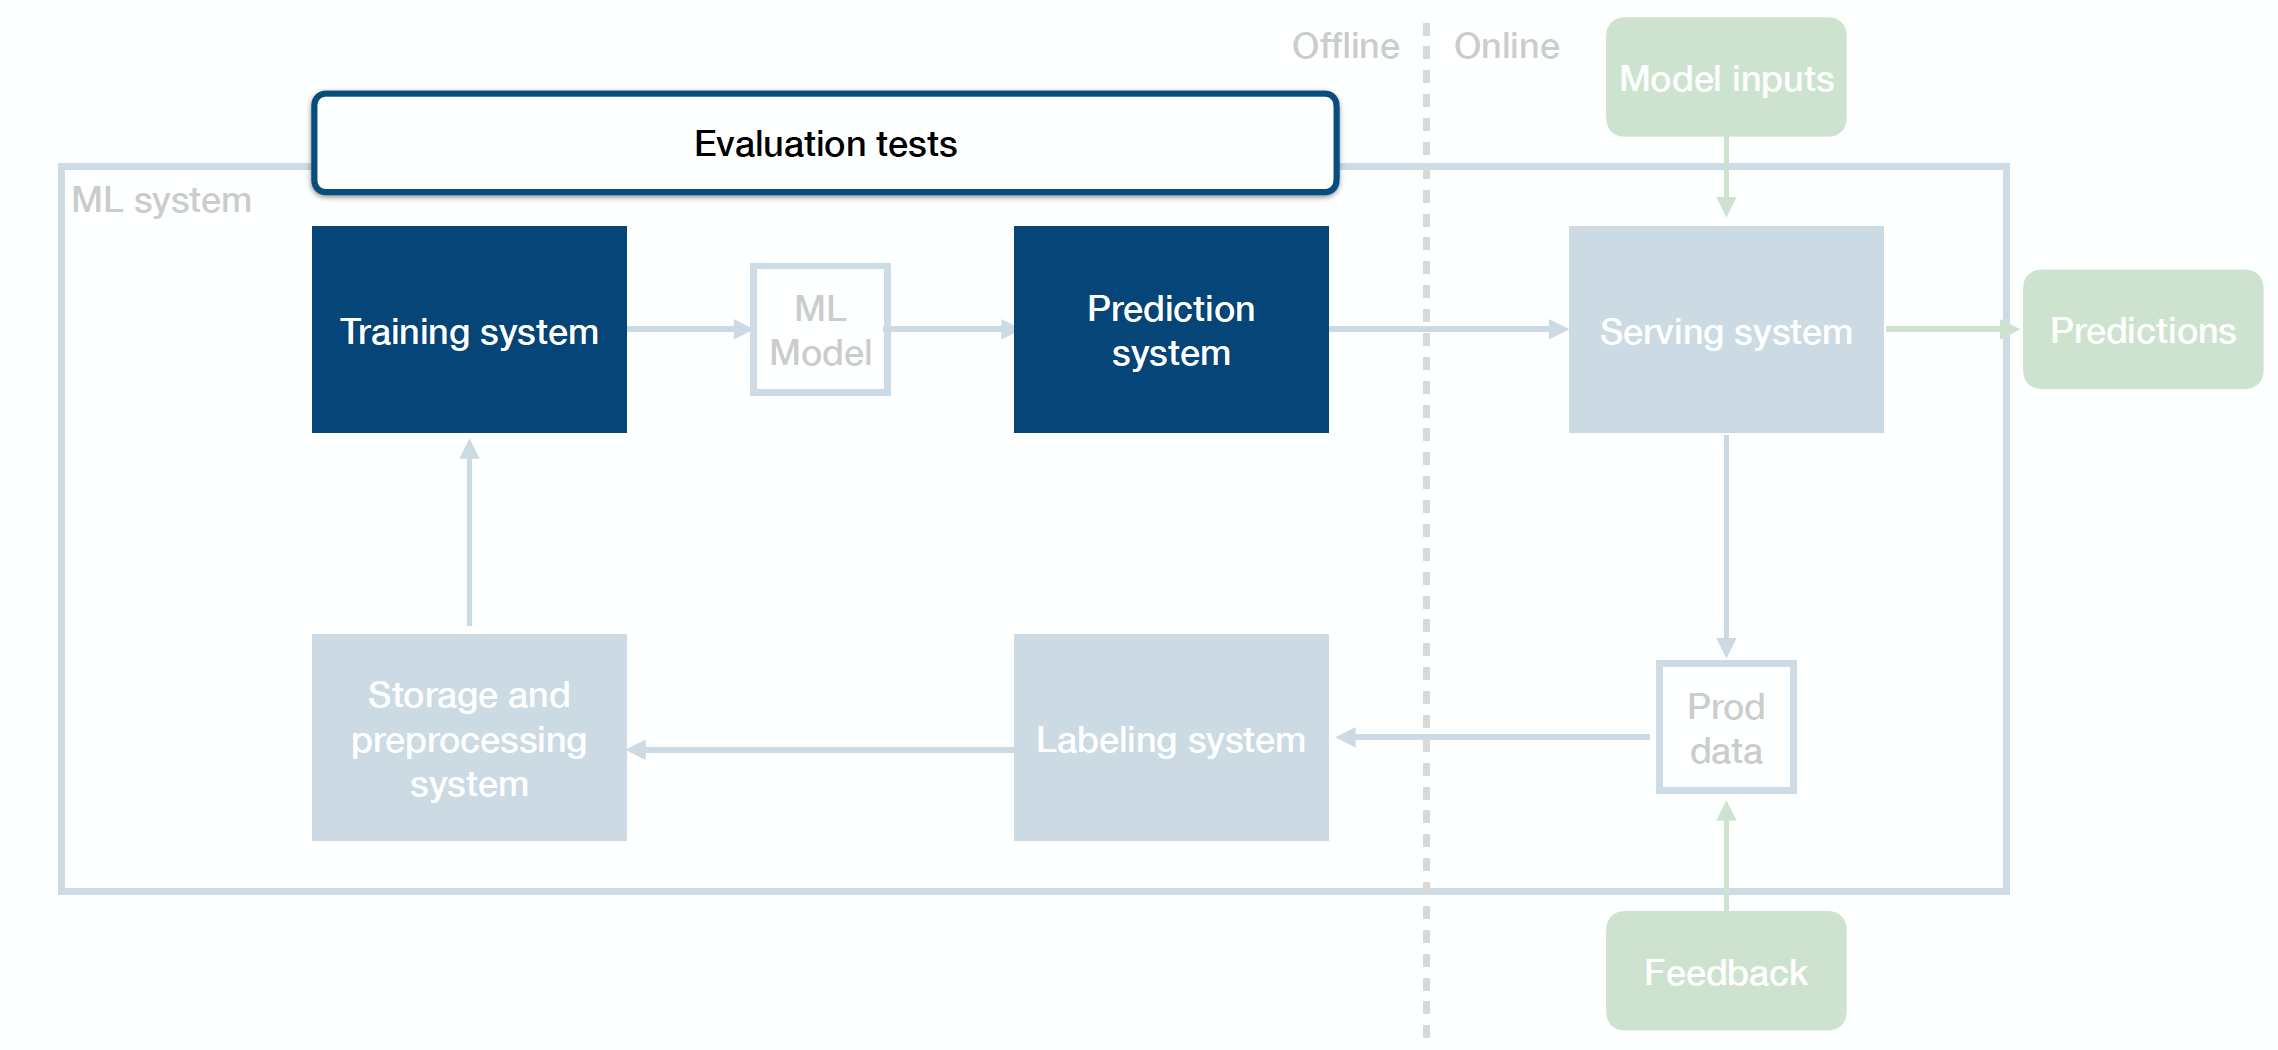 Offline
Online
Model inputs
Evaluation tests
ML system
Training system
ML
Model
Prediction
system
Serving system
Predictions
Storage and
preprocessing
system
Labeling system
Prod
data
Feedback